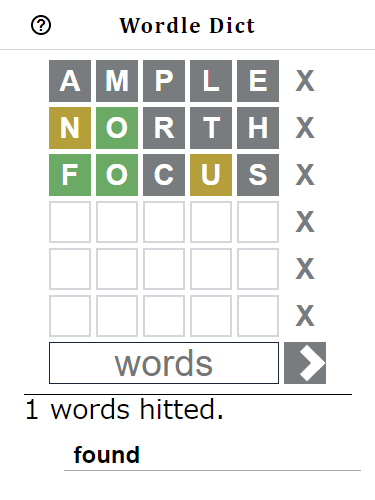 ? Wordle Dict
A M P L E X
N O R T H X
F O C U S X
X
X
X
words
1 words hitted.
found